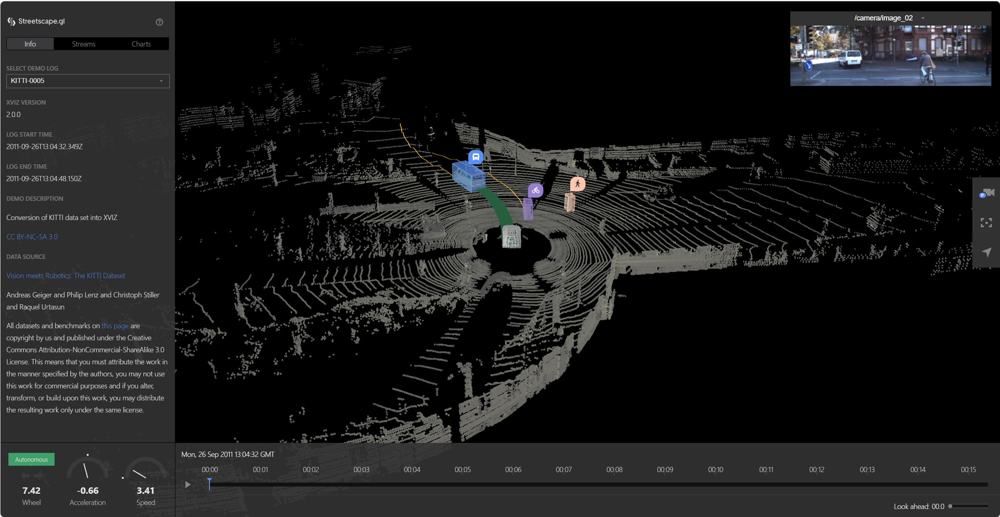 Streetscape.gl
Info
Streams
Charts
SELECT DEMO LOG
KITTI-0005
XVIZ VERSION
2.0.0
LOG START TIME
2011-09-26T13:04:32.349Z
LOG END TIME
2011-09-26T13:04:48.150Z
DEMO DESCRIPTION
Conversion of KITTI data set into XVIZ
CC BY-NC-SA 3.0
DATA SOURCE
Vision meets Robotics: The KITTI Dataset
Andreas Geiger and Philip Lenz and Christoph Stiller
and Raquel Urtasun
All datasets and benchmarks on this page are
copyright by us and published under the Creative
Commons Attribution-NonCommercial-ShareAlike 3.0
License. This means that you must attribute the work in
the manner specified by the authors, you may not use
this work for commercial purposes and if you alter,
transform, or build upon this work, you may distribute
the resulting work only under the same license.
/camera/image_02
P
Autonomous
7.42
Wheel
-0.66
Acceleration
3.41
Speed
Mon, 26 Sep 2011 13:04:32 GMT
00:00 00:01 00:02 00:03 00:04 00:05 00:06 00:07 00:08 00:09 00:10 00:11 00:12 00:13 00:14 00:15
Look ahead: 00.0